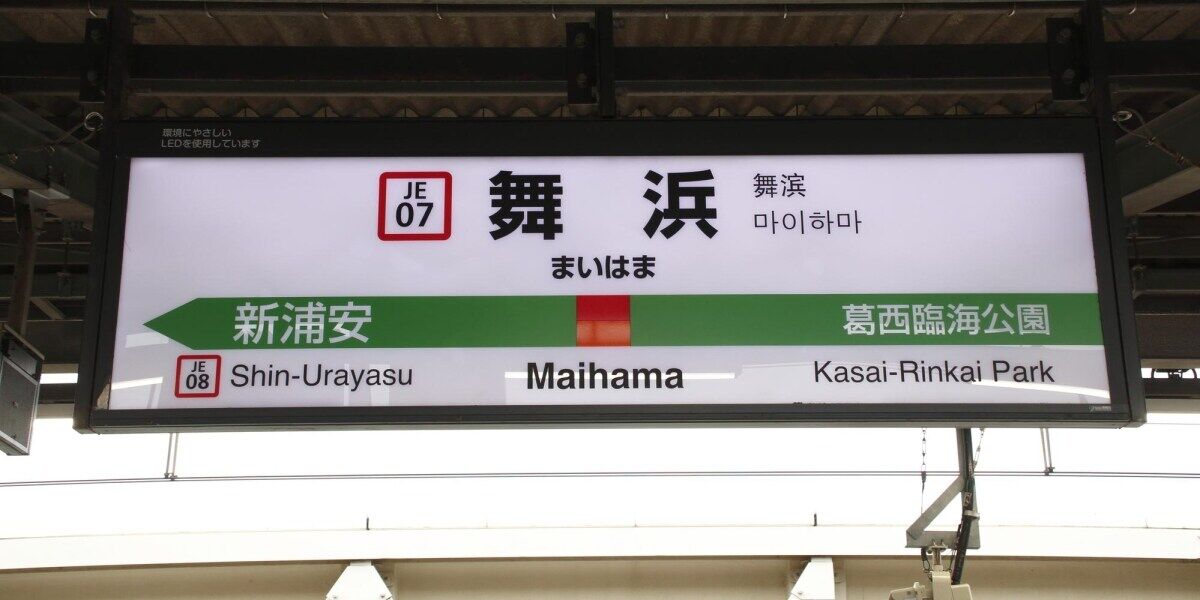 環境にやさしい
LEDを使用しています
JE
07
舞浜
舞滨
마이하마
まいはま
新浦安
葛西臨海公園
JE
08
Shin-Urayasu
Maihama
Kasai-Rinkai Park